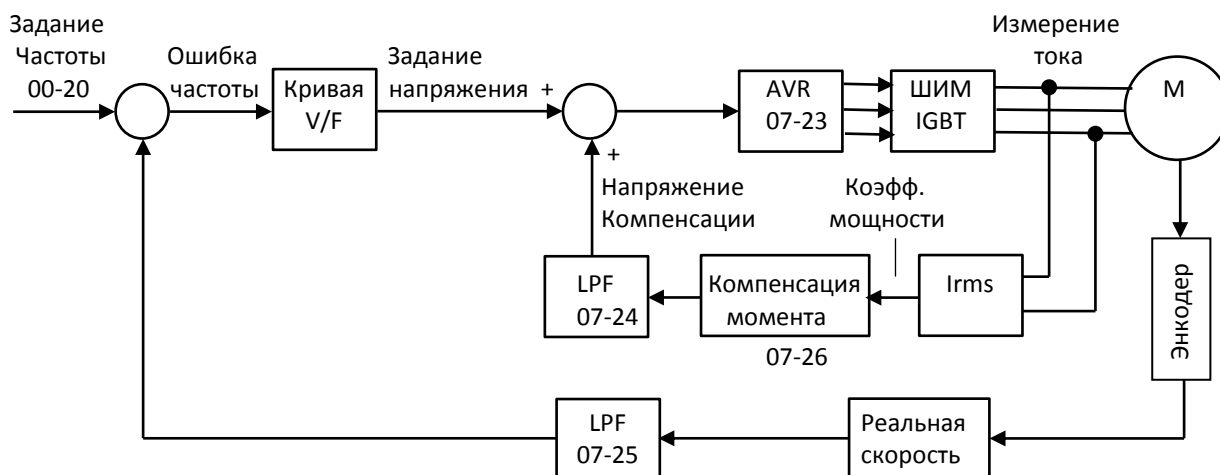 Задание
Частоты
00-20
Ошибка
частоты
Кривая
V/F
Задание
напряжения
+
+
AVR
07-23
ШИМ
IGBT
Измерение
тока
M
Напряжение
Компенсации
Коэфф.
мощности
LPF
07-24
Компенсация
момента
07-26
Irms
Энкодер
LPF
07-25
Реальная
скорость